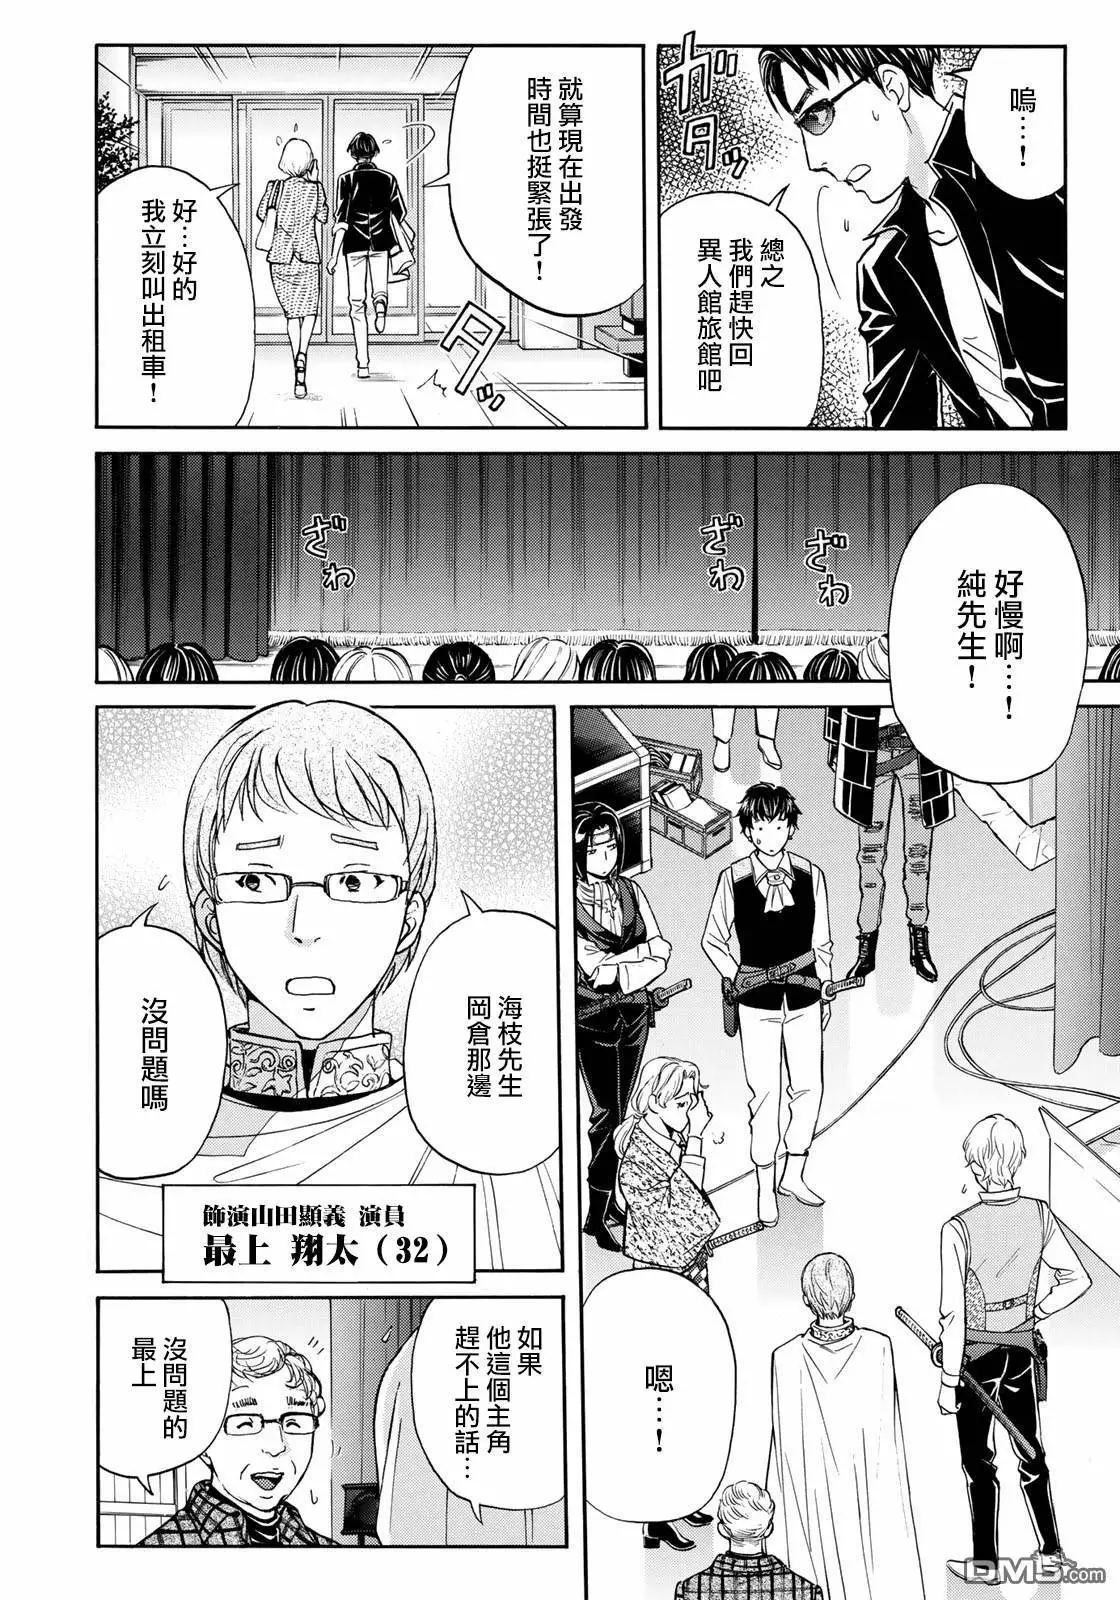 嗚…！
ガタ
總之
我們趕快回
異人館旅館吧
就算現在出發
時間也挺緊張了！
好…好的
我立刻叫出租車！
タ
好慢啊…！
純先生！
ざわ
ざわ
ざわ
海枝先生
岡倉那邊
沒問題嗎
飾演山田顯義 演員
最上 翔太（32）
嗯…！
如果
他這個主角
趕不上的話…
沒問題的
最上
DM5.com